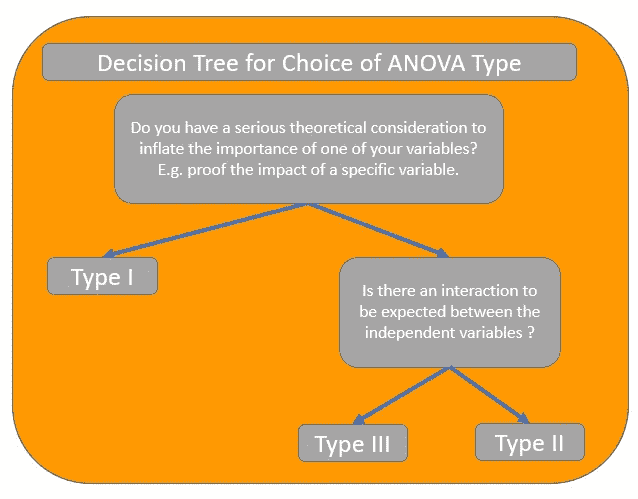 Decision Tree for Choice of ANOVA Type
Do you have a serious theoretical consideration to
inflate the importance of one of your variables?
E.g. proof the impact of a specific variable.
Type I
Is there an interaction to
be expected between the
independent variables ?
Type III
Type II